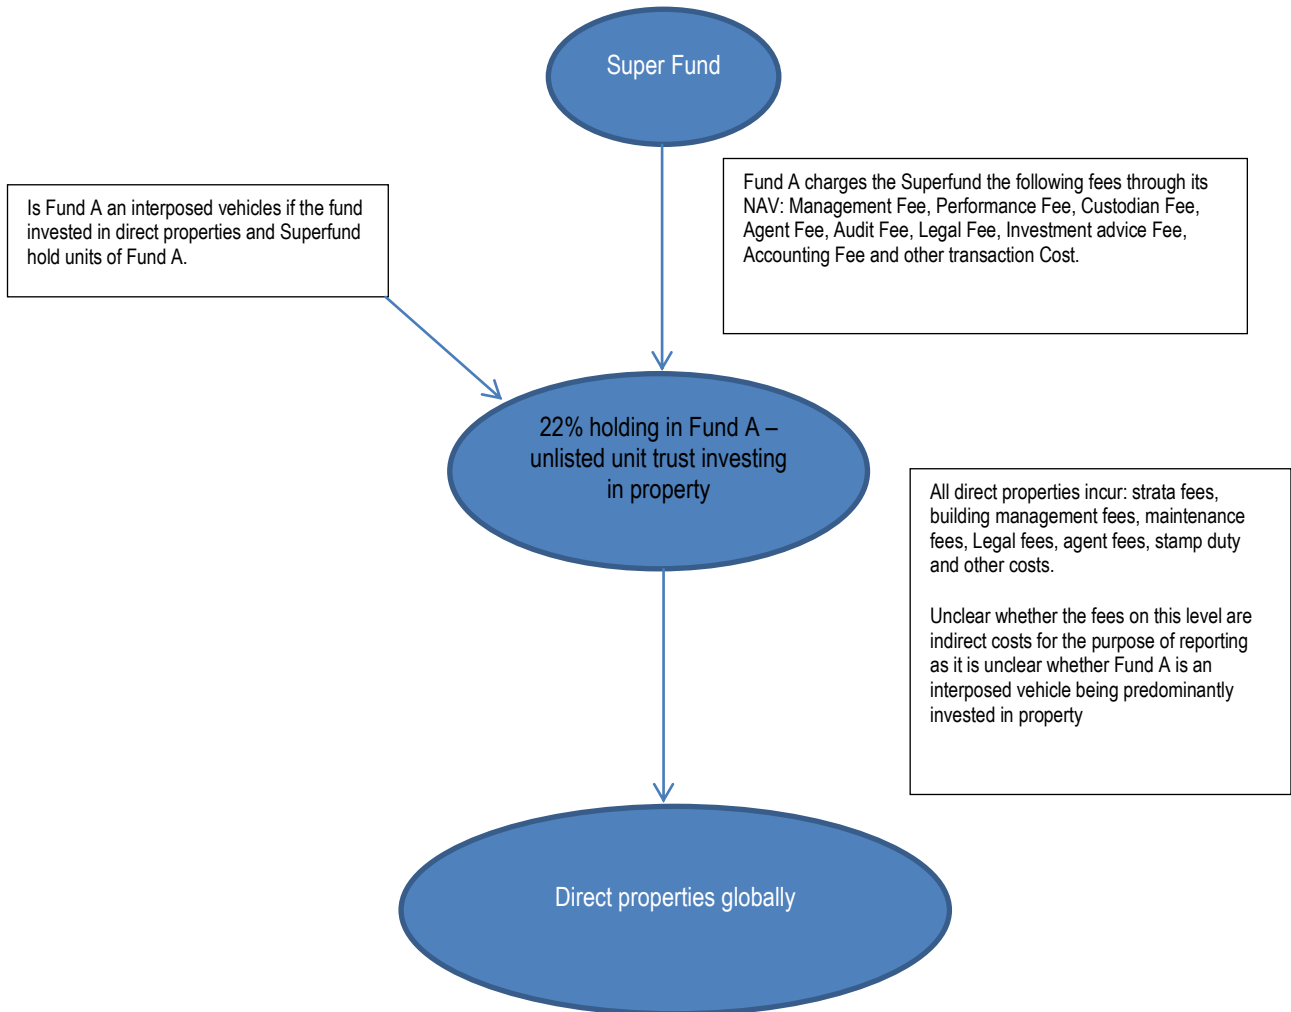 Super Fund
Is Fund A an interposed vehicles if the fund
invested in direct properties and Superfund
hold units of Fund A.
Fund A charges the Superfund the following fees through its
NAV: Management Fee, Performance Fee, Custodian Fee,
Agent Fee, Audit Fee, Legal Fee, Investment advice Fee,
Accounting Fee and other transaction Cost.
22% holding in Fund A –
unlisted unit trust investing
in property
All direct properties incur: strata fees,
building management fees, maintenance
fees, Legal fees, agent fees, stamp duty
and other costs.
Unclear whether the fees on this level are
indirect costs for the purpose of reporting
as it is unclear whether Fund A is an
interposed vehicle being predominantly
invested in property
Direct properties globally